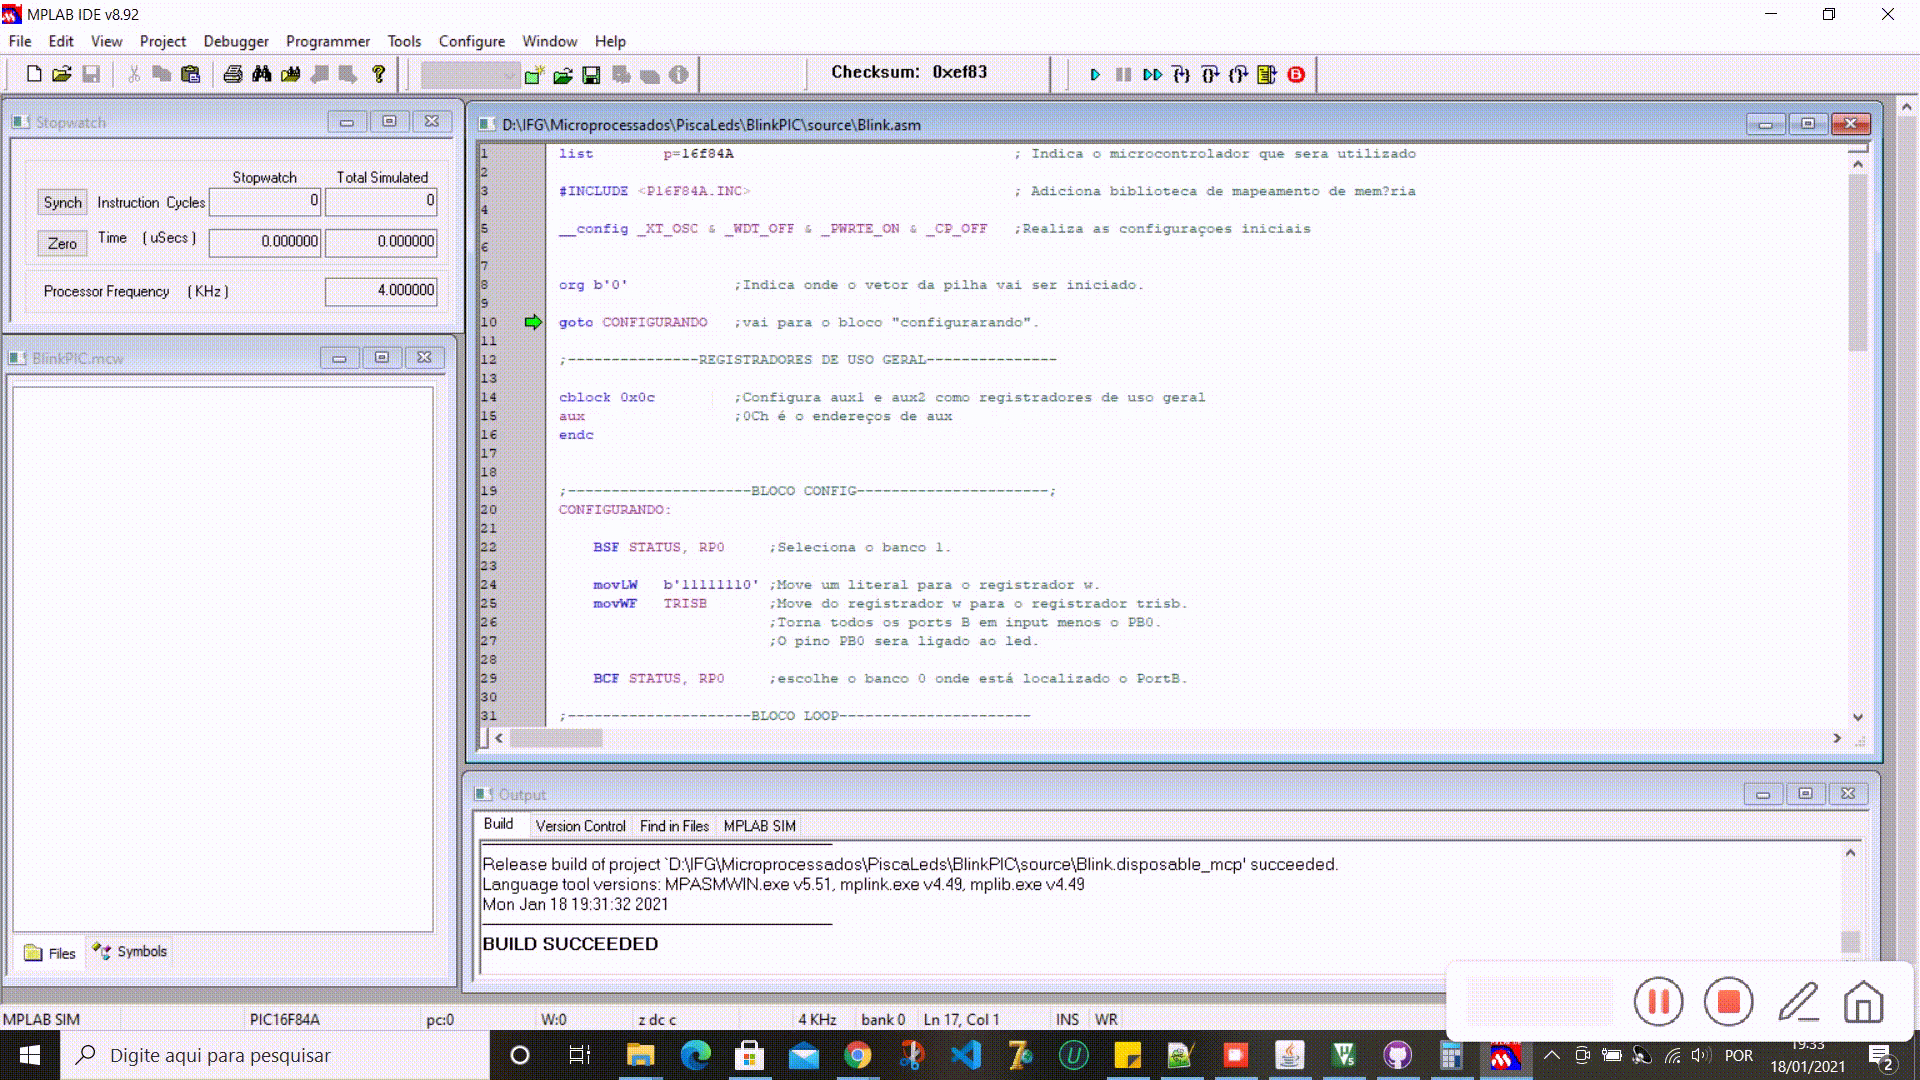 MPLAB IDE v8.92
File Edit View Project Debugger Programmer Tools Configure Window Help
Checksum: 0xef83
Stopwatch
Stopwatch Total Simulated
Synch Instruction Cycles 0 0
Zero Time (uSecs) 0.000000 0.000000
Processor Frequency (KHz) 4.000000
BlinkPIC.mcw
Files Symbols
D:\IFG\Microprocessados\PiscaLeds\BlinkPIC\source\Blink.asm
1 list p=16f84A ; Indica o microcontrolador que sera utilizado
2
3 #INCLUDE <P16F84A.INC> ; Adiciona biblioteca de mapeamento de mem?ria
4
5 __config _XT_OSC & _WDT_OFF & _PWRTE_ON & _CP_OFF ;Realiza as configuraçoes iniciais
6
7
8 org b'0' ;Indica onde o vetor da pilha vai ser iniciado.
9
10 goto CONFIGURANDO ;vai para o bloco "configurarando".
11
12 ;---------------REGISTRADORES DE USO GERAL---------------
13
14 cblock 0x0c ;Configura aux1 e aux2 como registradores de uso geral
15 aux ;0Ch é o endereços de aux
16 endc
17
18
19 ;---------------------BLOCO CONFIG----------------------;
20 CONFIGURANDO:
21
22 BSF STATUS, RP0 ;Seleciona o banco 1.
23
24 movLW b'11111110' ;Move um literal para o registrador w.
25 movWF TRISB ;Move do registrador w para o registrador trisb.
26 ;Torna todos os ports B em input menos o PB0.
27 ;O pino PB0 sera ligado ao led.
28
29 BCF STATUS, RP0 ;escolhe o banco 0 onde está localizado o PortB.
30
31 ;---------------------BLOCO LOOP----------------------
Output
Build Version Control Find in Files MPLAB SIM
Release build of project `D:\IFG\Microprocessados\PiscaLeds\BlinkPIC\source\Blink.disposable_mcp' succeeded.
Language tool versions: MPASMWIN.exe v5.51, mplink.exe v4.49, mplib.exe v4.49
Mon Jan 18 19:31:32 2021
BUILD SUCCEEDED
MPLAB SIM PIC16F84A pc:0 W:0 z dc c 4 KHz bank 0 Ln 17, Col 1 INS WR
Digite aqui para pesquisar
POR
19:33
18/01/2021
2